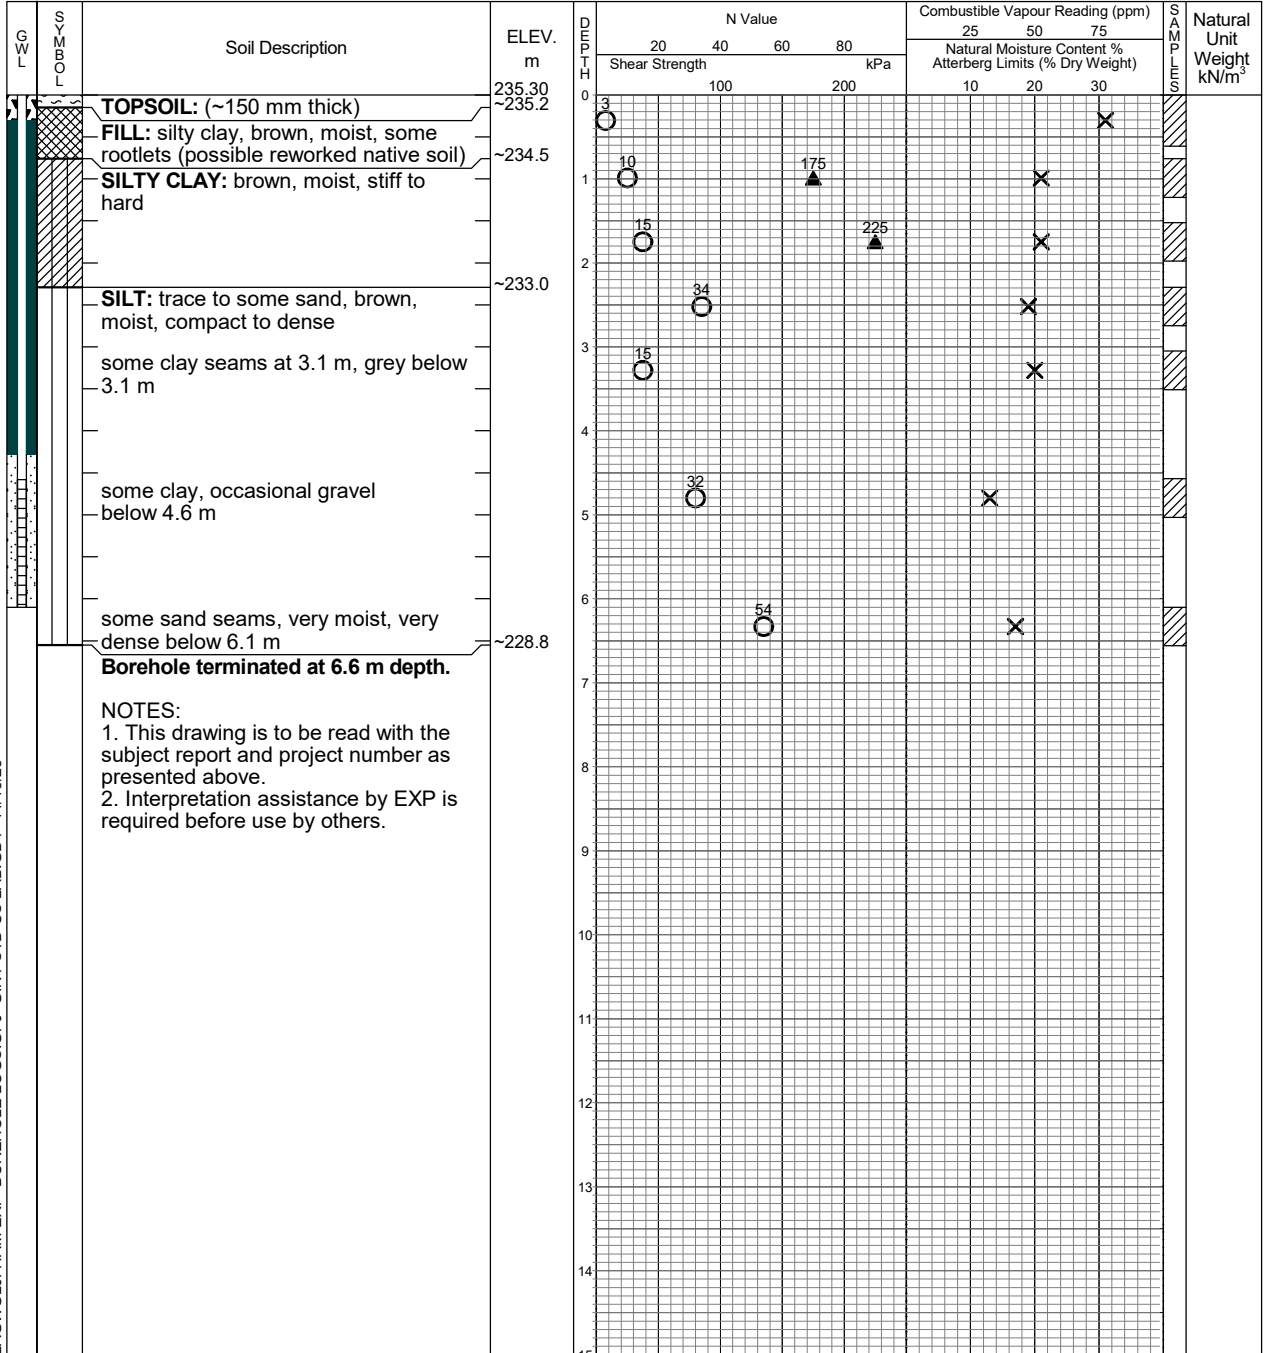 GWL
SYMBOL
Soil Description
ELEV.
m
DEPTH
N Value
20 40 60 80
Shear Strength kPa
100 200
Combustible Vapour Reading (ppm)
25 50 75
Natural Moisture Content %
Atterberg Limits (% Dry Weight)
10 20 30
SAMPLES
Natural
Unit
Weight
kN/m³
235.30
0
TOPSOIL: (~150 mm thick)
~235.2
3
FILL: silty clay, brown, moist, some
rootlets (possible reworked native soil)
~234.5
10 175
SILTY CLAY: brown, moist, stiff to
hard
1
15 225
2
~233.0
SILT: trace to some sand, brown,
moist, compact to dense
34
some clay seams at 3.1 m, grey below
3.1 m
3
15
4
some clay, occasional gravel
below 4.6 m
32
5
6
some sand seams, very moist, very
dense below 6.1 m
54
~228.8
Borehole terminated at 6.6 m depth.
7
NOTES:
1. This drawing is to be read with the
subject report and project number as
presented above.
2. Interpretation assistance by EXP is
required before use by others.
8
9
10
11
12
13
14